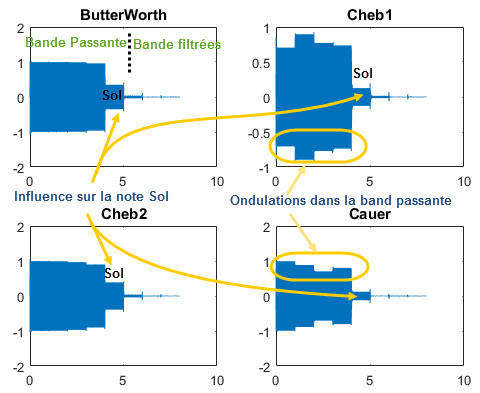 ButterWorth
Cheb1
Bande Passante
Bande filtrées
Sol
Sol
2
1
0
-1
-2
0
5
10
1
0.5
0
-0.5
-1
0
5
10
Influence sur la note Sol
Ondulations dans la band passante
Cheb2
Cauer
Sol
2
1
0
-1
-2
0
5
10
2
1
0
-1
-2
0
5
10